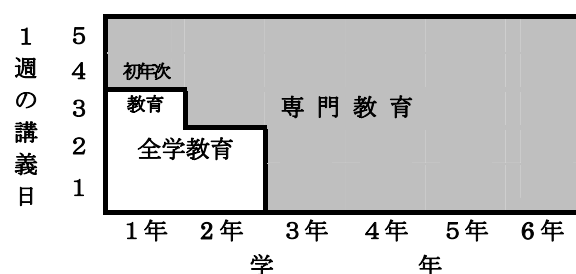 1週の講義日
5
4
3
2
1
初年次
教育
専門教育
全学教育
1年 2年 3年 4年 5年 6年
学年